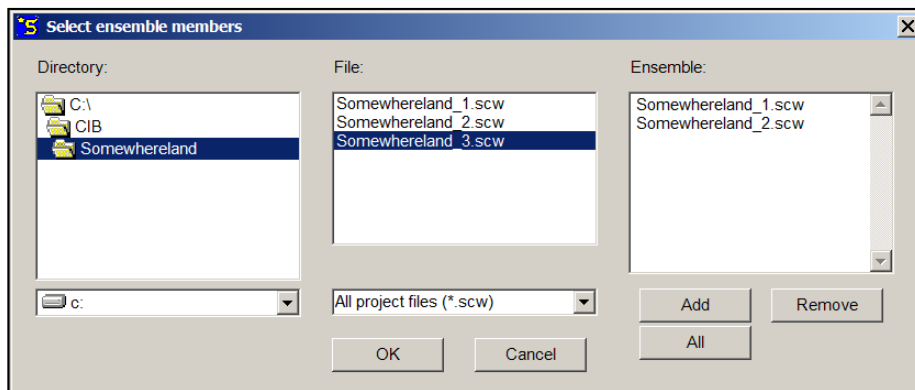 Select ensemble members
Directory:
File:
Ensemble:
C:\
CIB
Somewhereland
Somewhereland_1.scw
Somewhereland_2.scw
Somewhereland_3.scw
Somewhereland_1.scw
Somewhereland_2.scw
c:
All project files (*.scw)
Add
Remove
All
OK
Cancel